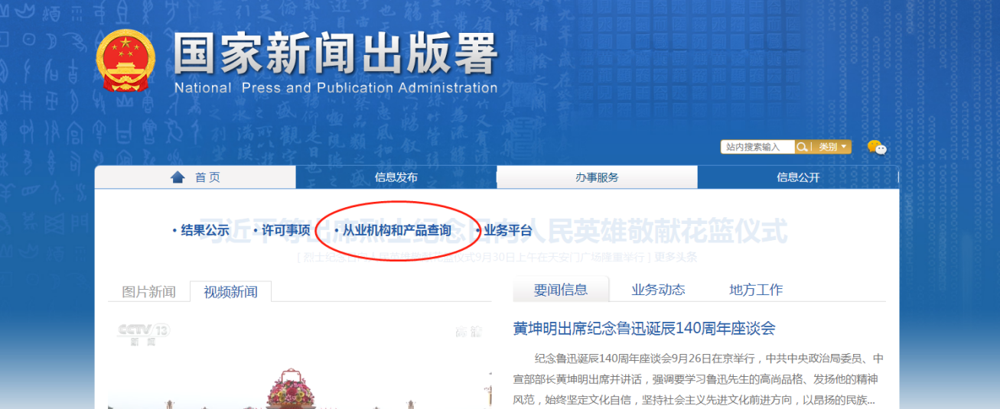 国家新闻出版署
National Press and Publication Administration
站内搜索输入 类别
首页 信息发布 办事服务 信息公开
·结果公示 ·许可事项 ·从业机构和产品查询 ·业务平台
习近平等出席烈士纪念日向人民英雄敬献花篮仪式
[ 烈士纪念日向人民英雄敬献花篮仪式9月30日上午在天安门广场隆重举行 ] 更多头条
图片新闻 视频新闻
要闻信息 业务动态 地方工作
CCTV 13
新闻
高清
黄坤明出席纪念鲁迅诞辰140周年座谈会
纪念鲁迅诞辰140周年座谈会9月26日在京举行，中共中央政治局委员、中
宣部部长黄坤明出席并讲话，强调要学习鲁迅先生的高尚品格、发扬他的精神
风范，始终坚定文化自信，坚持社会主义先进文化前进方向，以昂扬的民族...